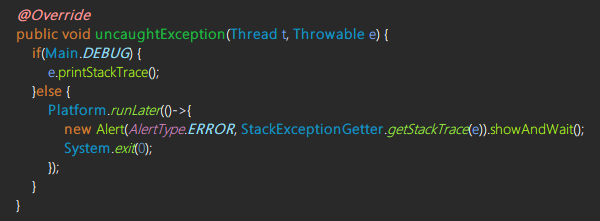 @Override
public void uncaughtException(Thread t, Throwable e) {
if(Main.DEBUG) {
e.printStackTrace();
}else {
Platform.runLater(()->{
new Alert(AlertType.ERROR, StackExceptionGetter.getStackTrace(e)).showAndWait();
System.exit(0);
});
}
}